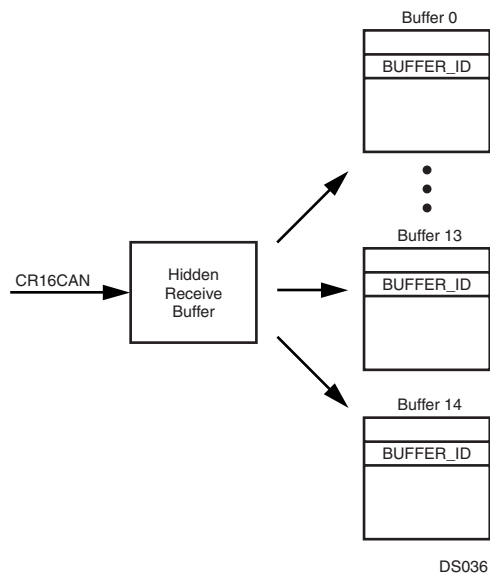 Buffer 0
BUFFER_ID
Buffer 13
CR16CAN
Hidden
Receive
Buffer
BUFFER_ID
Buffer 14
BUFFER_ID
DS036